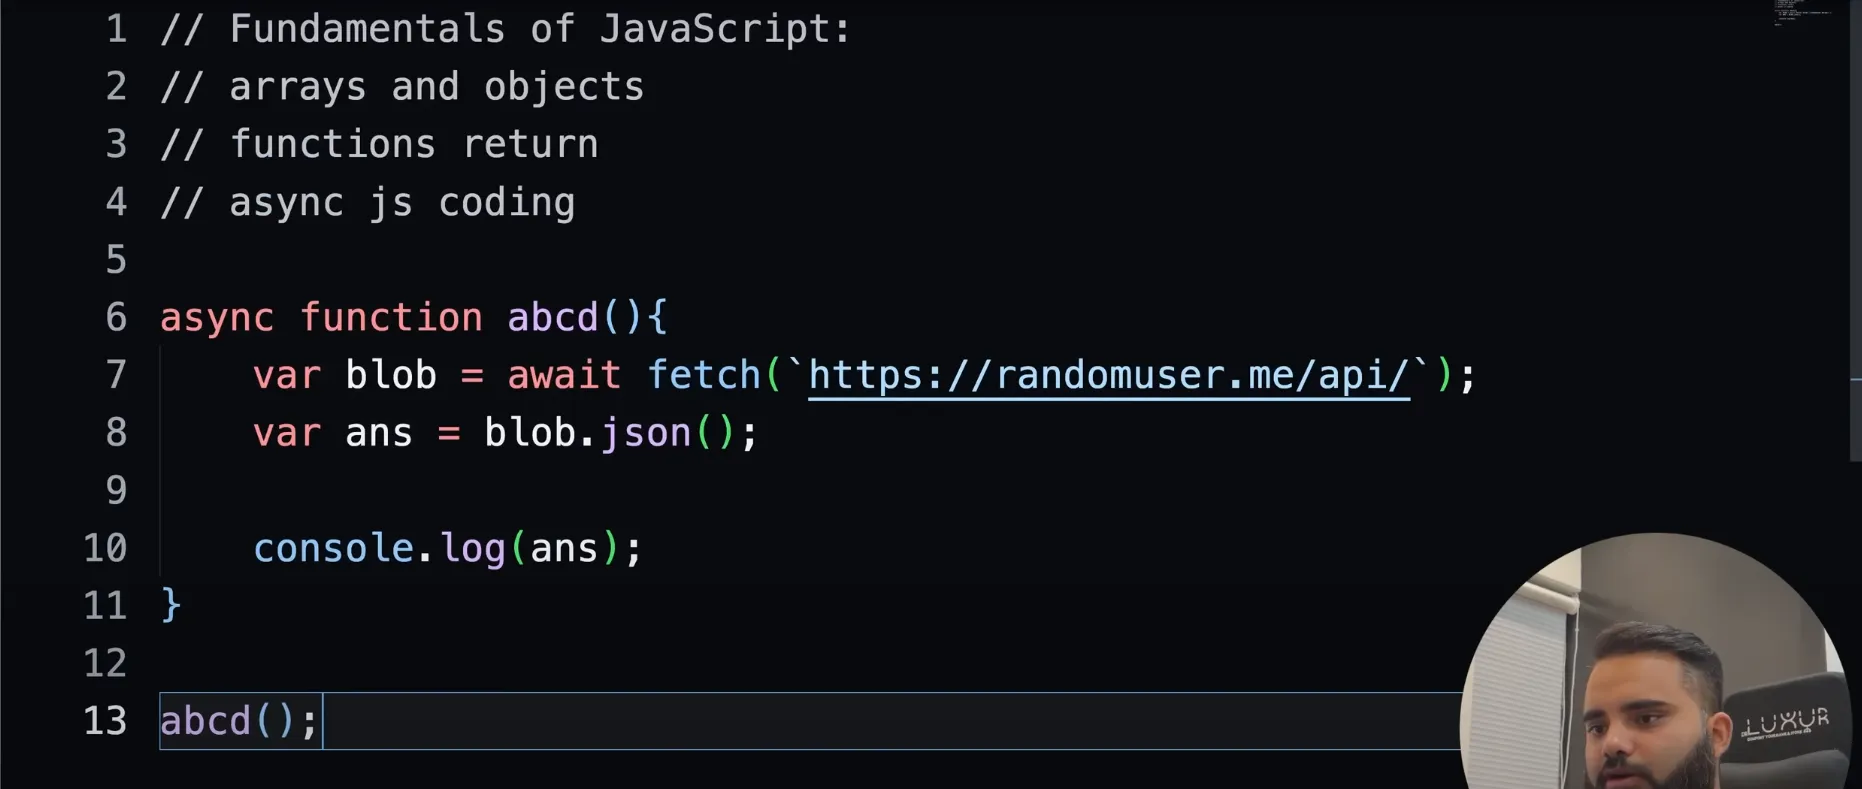 1 // Fundamentals of JavaScript:
2 // arrays and objects
3 // functions return
4 // async js coding
5
6 async function abcd(){
7     var blob = await fetch(`https://randomuser.me/api/`);
8     var ans = blob.json();
9
10     console.log(ans);
11 }
12
13 abcd();
LUXUR